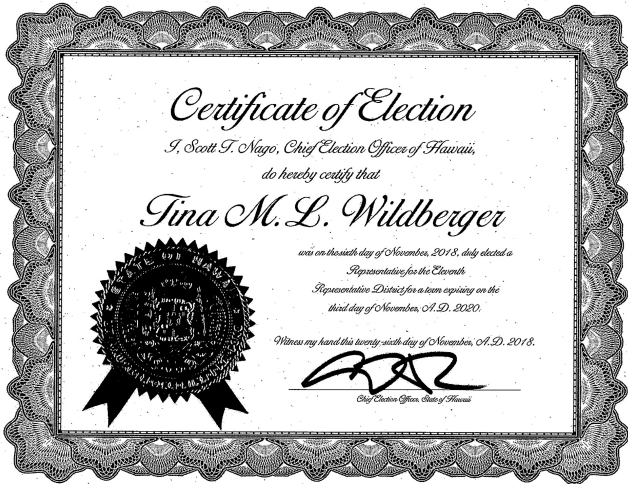 Certificate of Election
I, Scott T. Nago, Chief Election Officer of Hawaii,
do hereby certify that
Tina M. L. Wildberger
was on the sixth day of November, 2018, duly elected a
Representative for the Eleventh
Representative District for a term expiring on the
third day of November, A.D. 2020.
Witness my hand this twenty-sixth day of November, A.D. 2018.
Chief Election Officer, State of Hawaii
STATE OF HAWAII